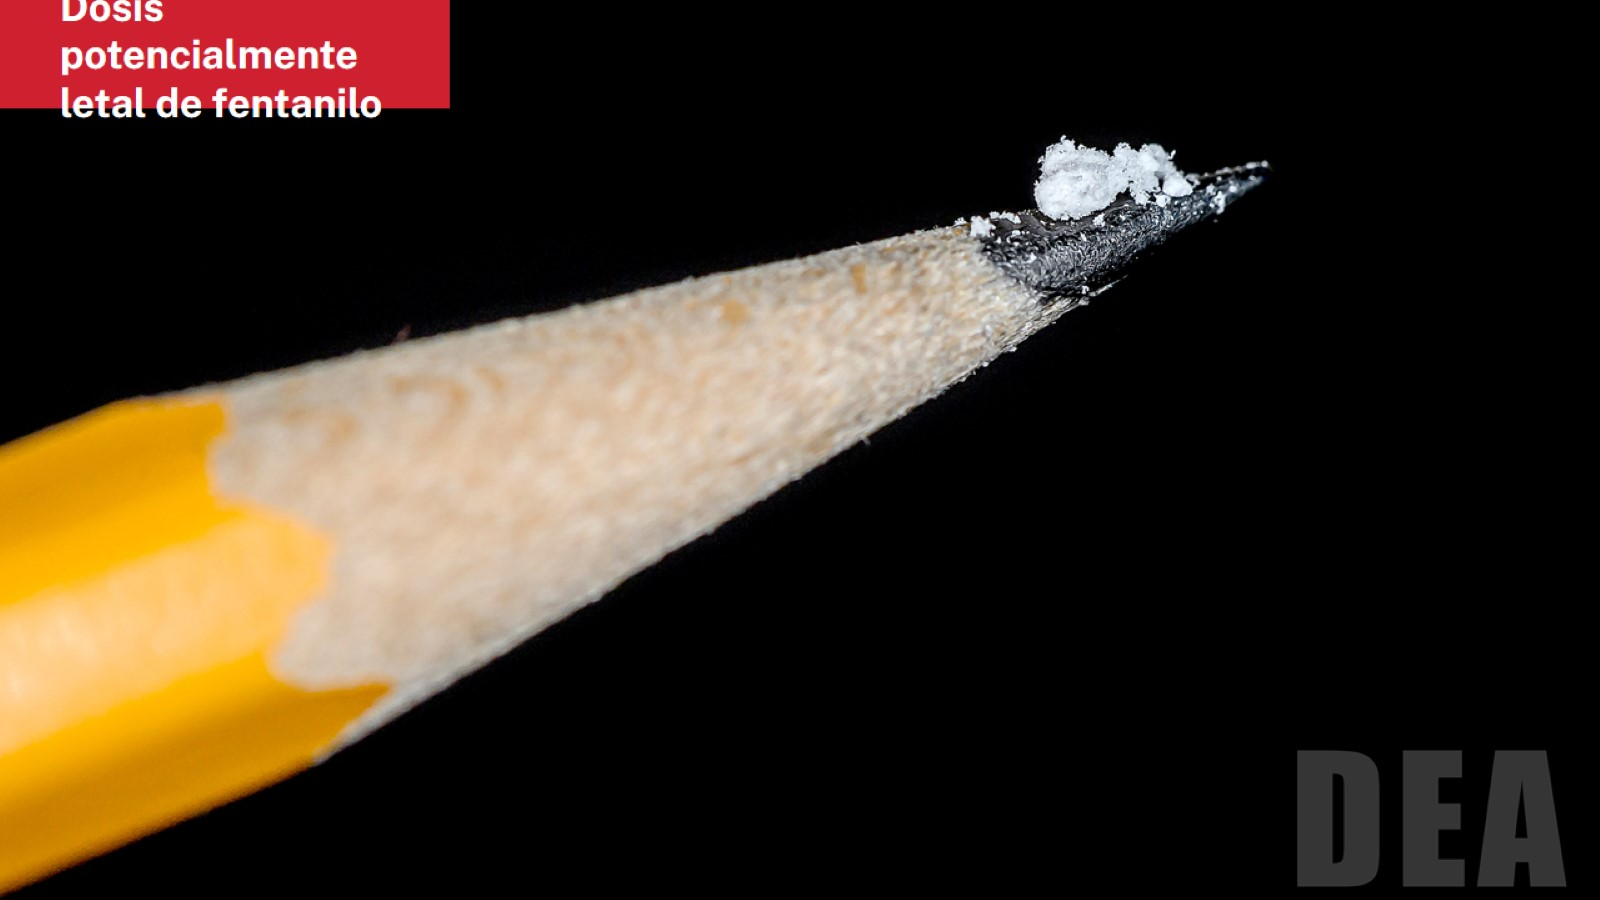 Dosis
potencialmente
letal de fentanilo
DEA